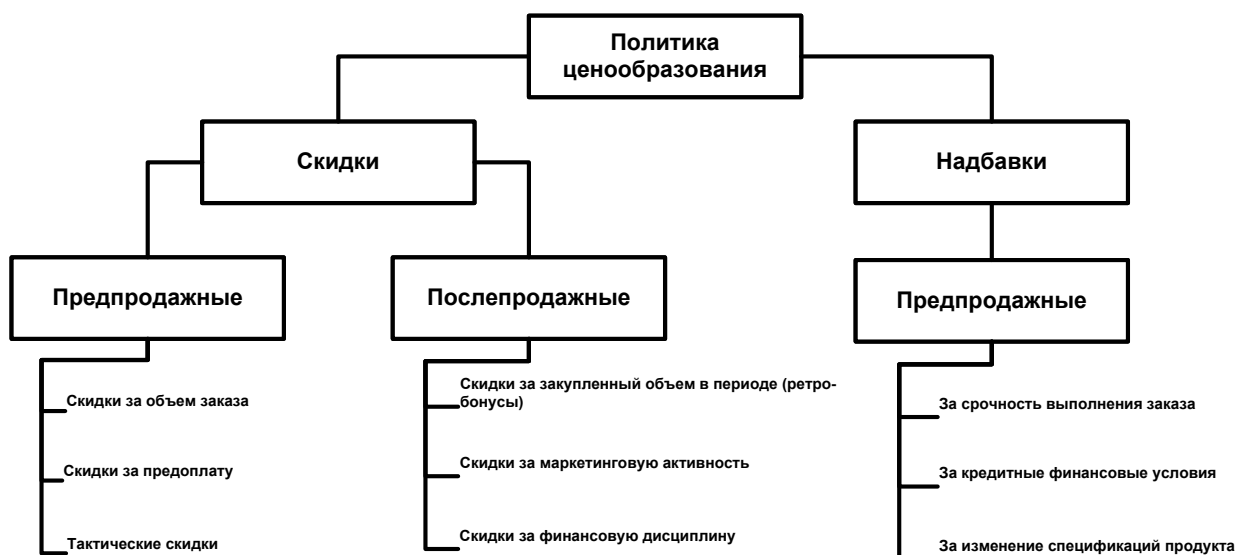 Политика
ценообразования
Скидки
Надбавки
Предпродажные
Послепродажные
Предпродажные
Скидки за объем заказа
Скидки за предоплату
Тактические скидки
Скидки за закупленный объем в периоде (ретро-
бонусы)
Скидки за маркетинговую активность
Скидки за финансовую дисциплину
За срочность выполнения заказа
За кредитные финансовые условия
За изменение спецификаций продукта